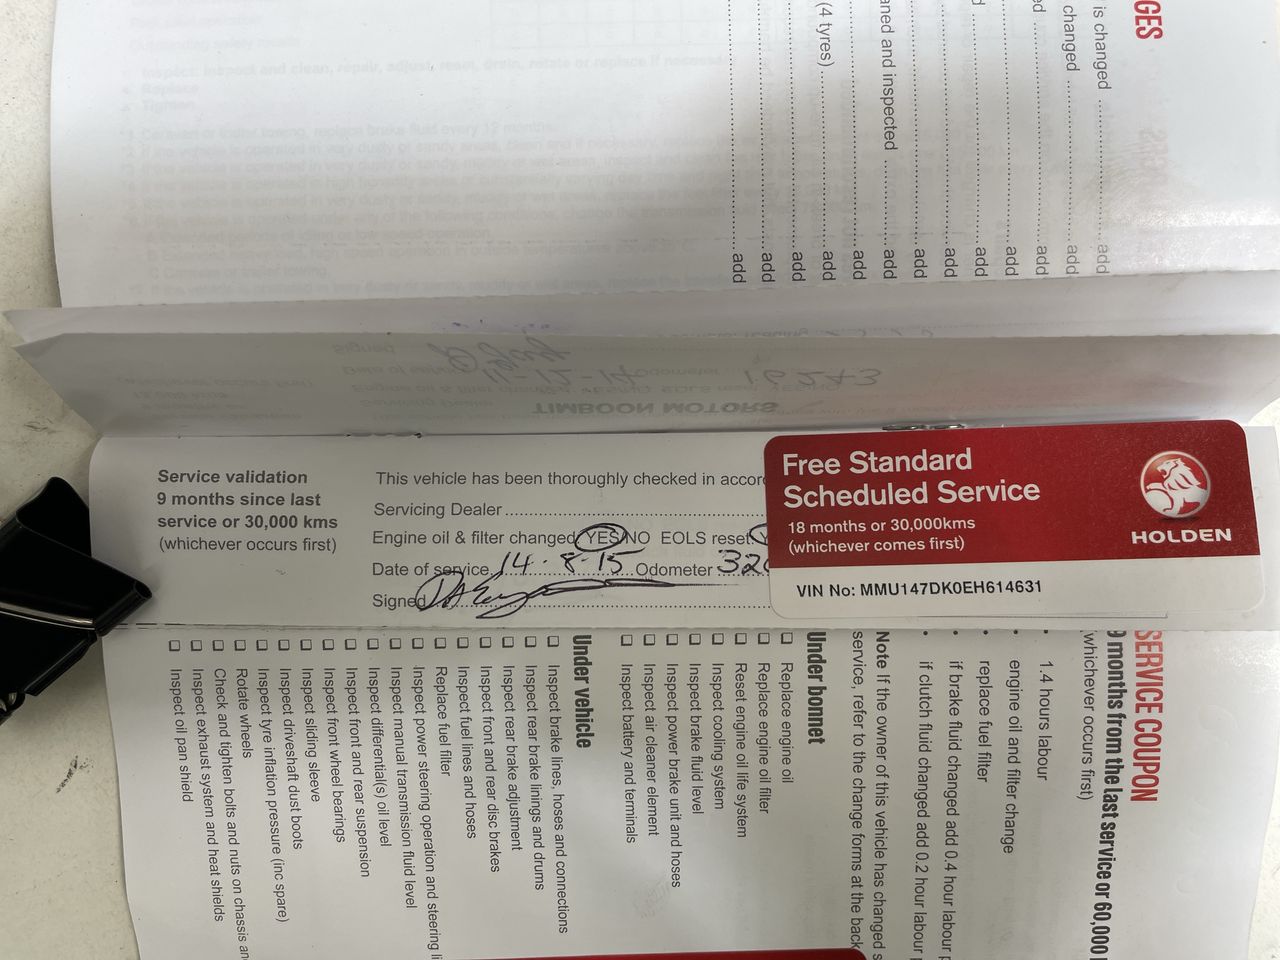 GES
is changed .......... add
changed .......... add
ed .......... add
add
d .......... add
add
add
aned and inspected .......... add
add
(4 tyres) .......... add
add
add
add
Service validation
9 months since last
service or 30,000 kms
(whichever occurs first)
This vehicle has been thoroughly checked in accor
Servicing Dealer
Engine oil & filter changed YES/NO EOLS reset:
Date of service 14-8-15 Odometer 320
Signed
Free Standard
Scheduled Service
18 months or 30,000kms
(whichever comes first)
HOLDEN
VIN No: MMU147DK0EH614631
TIMBOON MOTORS
11-12-14
16243
SERVICE COUPON
9 months from the last service or 60,000
(whichever occurs first)
• 1.4 hours labour
• engine oil and filter change
• replace fuel filter
• if brake fluid changed add 0.4 hour labour
• if clutch fluid changed add 0.2 hour labour
Note If the owner of this vehicle has changed s
service, refer to the change forms at the back
Under bonnet
❑ Replace engine oil
❑ Replace engine oil filter
❑ Reset engine oil life system
❑ Inspect cooling system
❑ Inspect brake fluid level
❑ Inspect power brake unit and hoses
❑ Inspect air cleaner element
❑ Inspect battery and terminals
Under vehicle
❑ Inspect brake lines, hoses and connections
❑ Inspect rear brake linings and drums
❑ Inspect rear brake adjustment
❑ Inspect front and rear disc brakes
❑ Inspect fuel lines and hoses
❑ Replace fuel filter
❑ Inspect power steering operation and steering li
❑ Inspect manual transmission fluid level
❑ Inspect differential(s) oil level
❑ Inspect front and rear suspension
❑ Inspect front wheel bearings
❑ Inspect sliding sleeve
❑ Inspect driveshaft dust boots
❑ Inspect tyre inflation pressure (inc spare)
❑ Rotate wheels
❑ Check and tighten bolts and nuts on chassis an
❑ Inspect exhaust system and heat shields
❑ Inspect oil pan shield